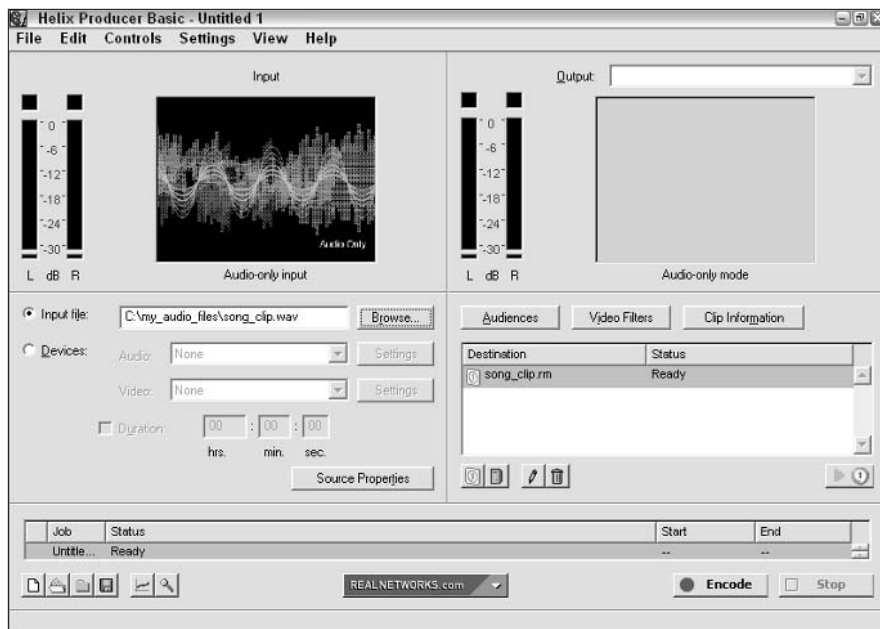 Helix Producer Basic - Untitled 1
File Edit Controls Settings View Help
Input
0
-6
-12
-18
-24
-30
L dB R
Audio Only
Audio-only input
Output:
0
-6
-12
-18
-24
-30
L dB R
Audio-only mode
Input file: C:\my_audio_files\song_clip.wav Browse...
Devices: Audio: None Settings
Video: None Settings
Duration: 00 : 00 : 00
hrs. min. sec.
Source Properties
Audiences Video Filters Clip Information
Destination Status
song_clip.rm Ready
1
Job Status Start End
Untitle... Ready -- --
REALNETWORKS.com
Encode Stop